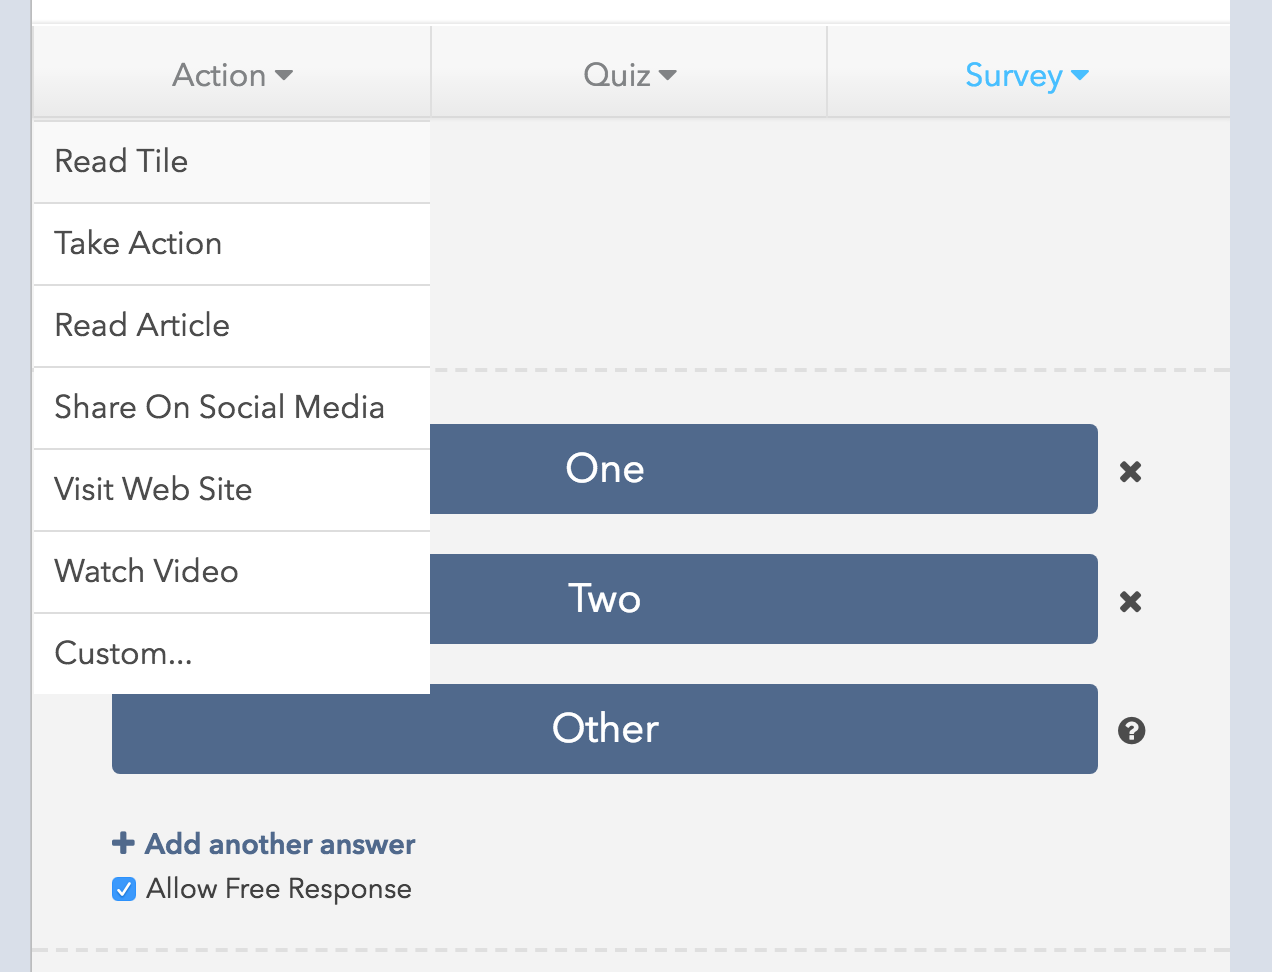 Action
Quiz
Survey
Read Tile
Take Action
Read Article
Share On Social Media
Visit Web Site
Watch Video
Custom...
One
Two
Other
Add another answer
Allow Free Response